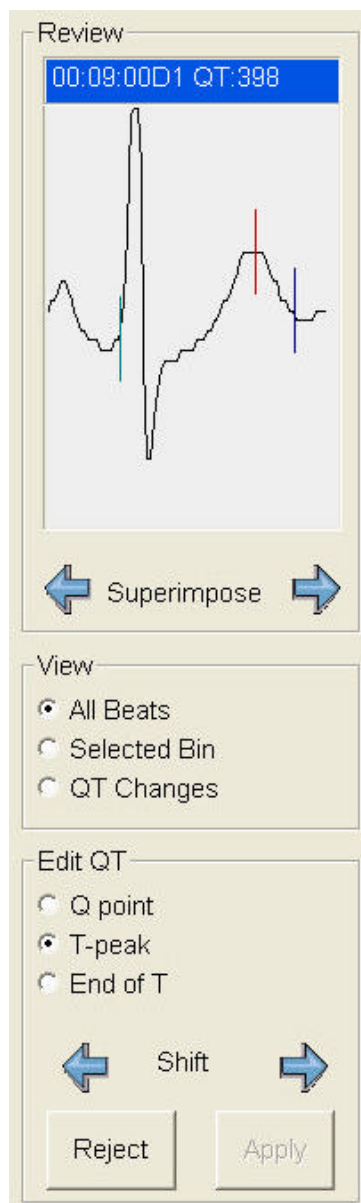 Review
00:09:00D1 QT:398
Superimpose
View
All Beats
Selected Bin
QT Changes
Edit QT
Q point
T-peak
End of T
Shift
Reject Apply